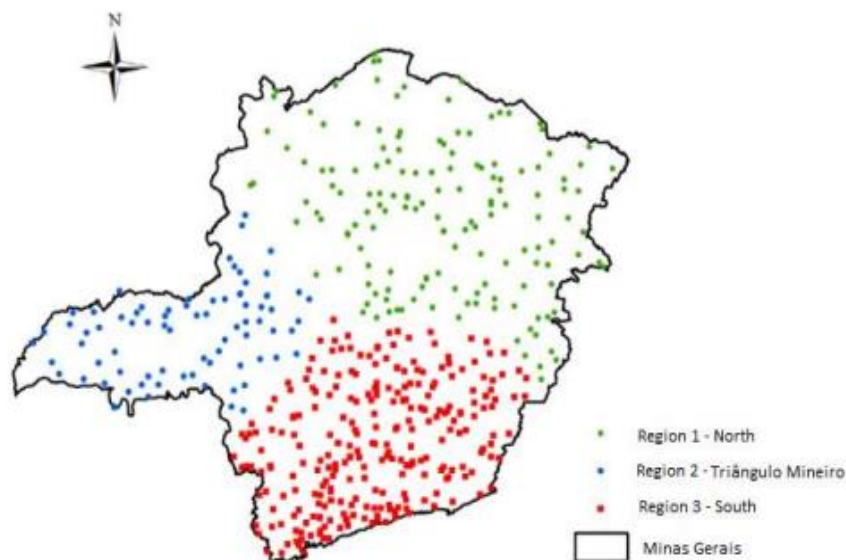 N
Region 1 - North
Region 2 - Triângulo Mineiro
Region 3 - South
Minas Gerais